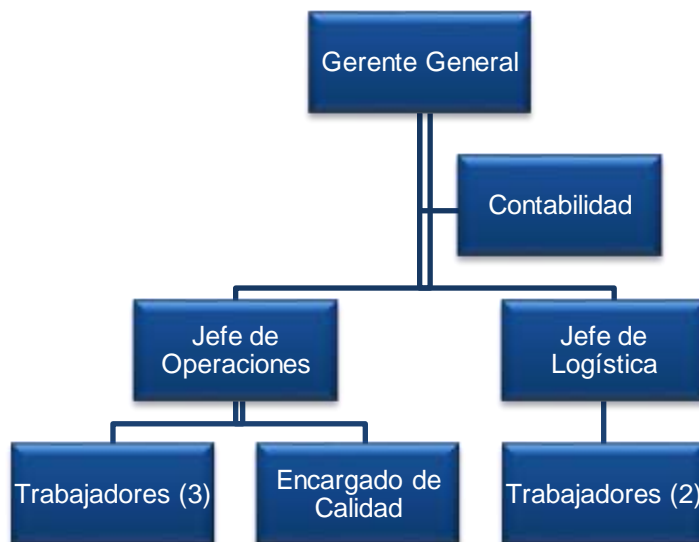 Gerente General
Contabilidad
Jefe de
Operaciones
Jefe de
Logística
Trabajadores (3)
Encargado de
Calidad
Trabajadores (2)